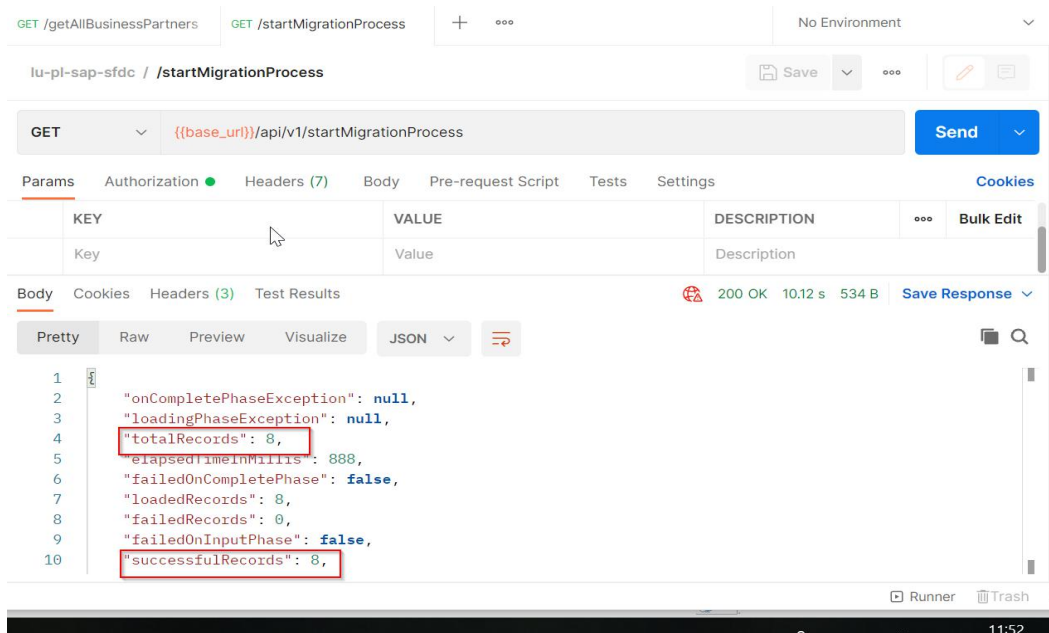 GET /getAllBusinessPartners GET /startMigrationProcess No Environment
lu-pl-sap-sfdc / /startMigrationProcess Save
GET {{base_url}}/api/v1/startMigrationProcess Send
Params Authorization Headers (7) Body Pre-request Script Tests Settings Cookies
KEY VALUE DESCRIPTION Bulk Edit
Key Value Description
Body Cookies Headers (3) Test Results 200 OK 10.12 s 534 B Save Response
Pretty Raw Preview Visualize JSON
1 {
2 "onCompletePhaseException": null,
3 "loadingPhaseException": null,
4 "totalRecords": 8,
5 "elapsedTimeInMillis": 888,
6 "failedOnCompletePhase": false,
7 "loadedRecords": 8,
8 "failedRecords": 0,
9 "failedOnInputPhase": false,
10 "successfulRecords": 8,
Runner Trash
11:52